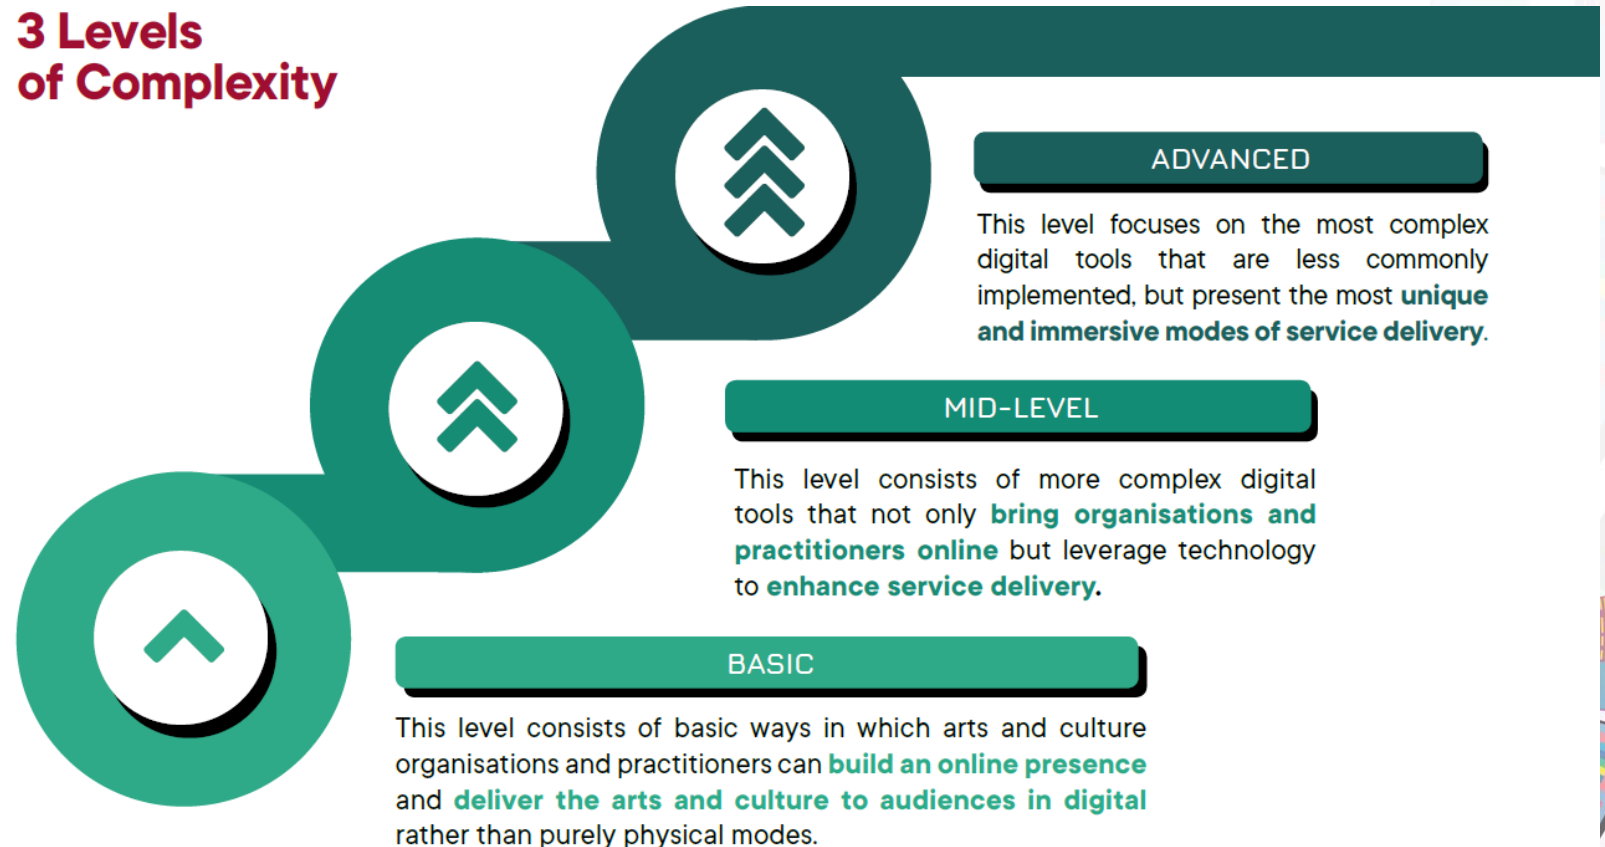 3 Levels
of Complexity
ADVANCED
This level focuses on the most complex
digital tools that are less commonly
implemented, but present the most unique
and immersive modes of service delivery.
MID-LEVEL
This level consists of more complex digital
tools that not only bring organisations and
practitioners online but leverage technology
to enhance service delivery.
BASIC
This level consists of basic ways in which arts and culture
organisations and practitioners can build an online presence
and deliver the arts and culture to audiences in digital
rather than purely physical modes.